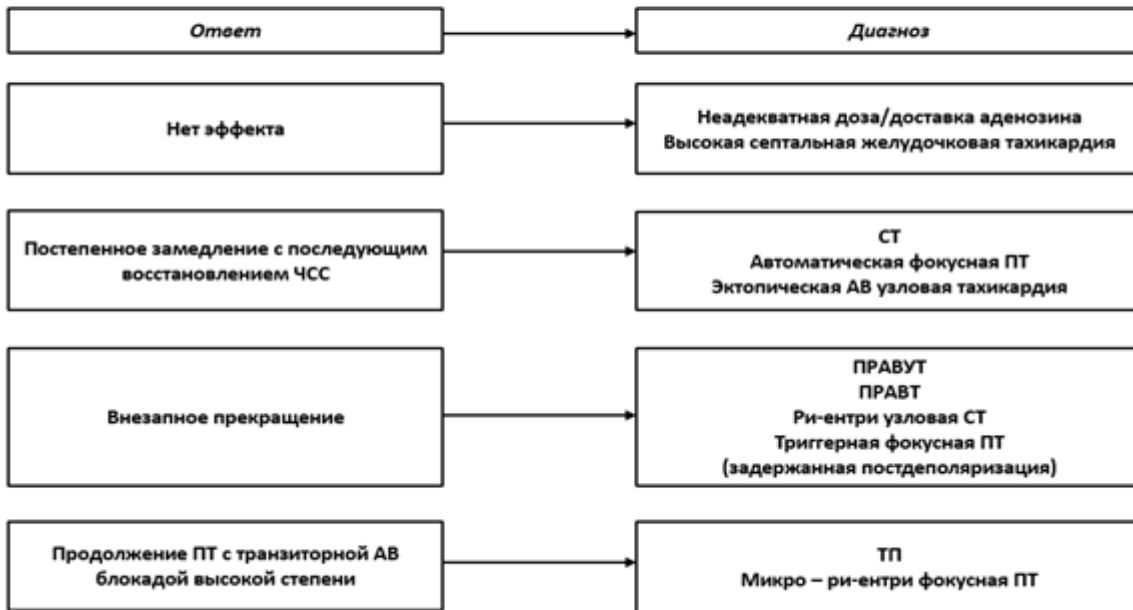 Ответ
Диагноз
Нет эффекта
Неадекватная доза/доставка аденозина
Высокая септальная желудочковая тахикардия
Постепенное замедление с последующим
восстановлением ЧСС
СТ
Автоматическая фокусная ПТ
Эктопическая АВ узловая тахикардия
Внезапное прекращение
ПРАВУТ
ПРАВТ
Ри-ентри узловая СТ
Триггерная фокусная ПТ
(задержанная постдеполяризация)
Продолжение ПТ с транзиторной АВ
блокадой высокой степени
ТП
Микро – ри-ентри фокусная ПТ